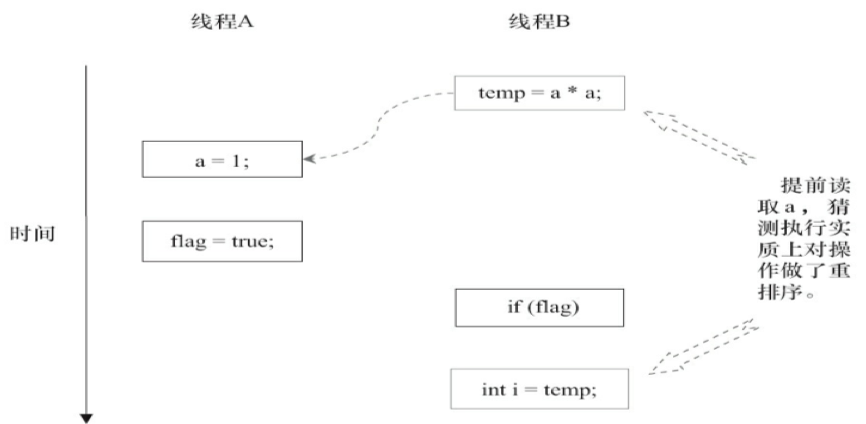 线程A
线程B
temp = a * a;
a = 1;
flag = true;
时间
if (flag)
int i = temp;
提前读
取a，猜
测执行实
质上对操
作做了重
排序。